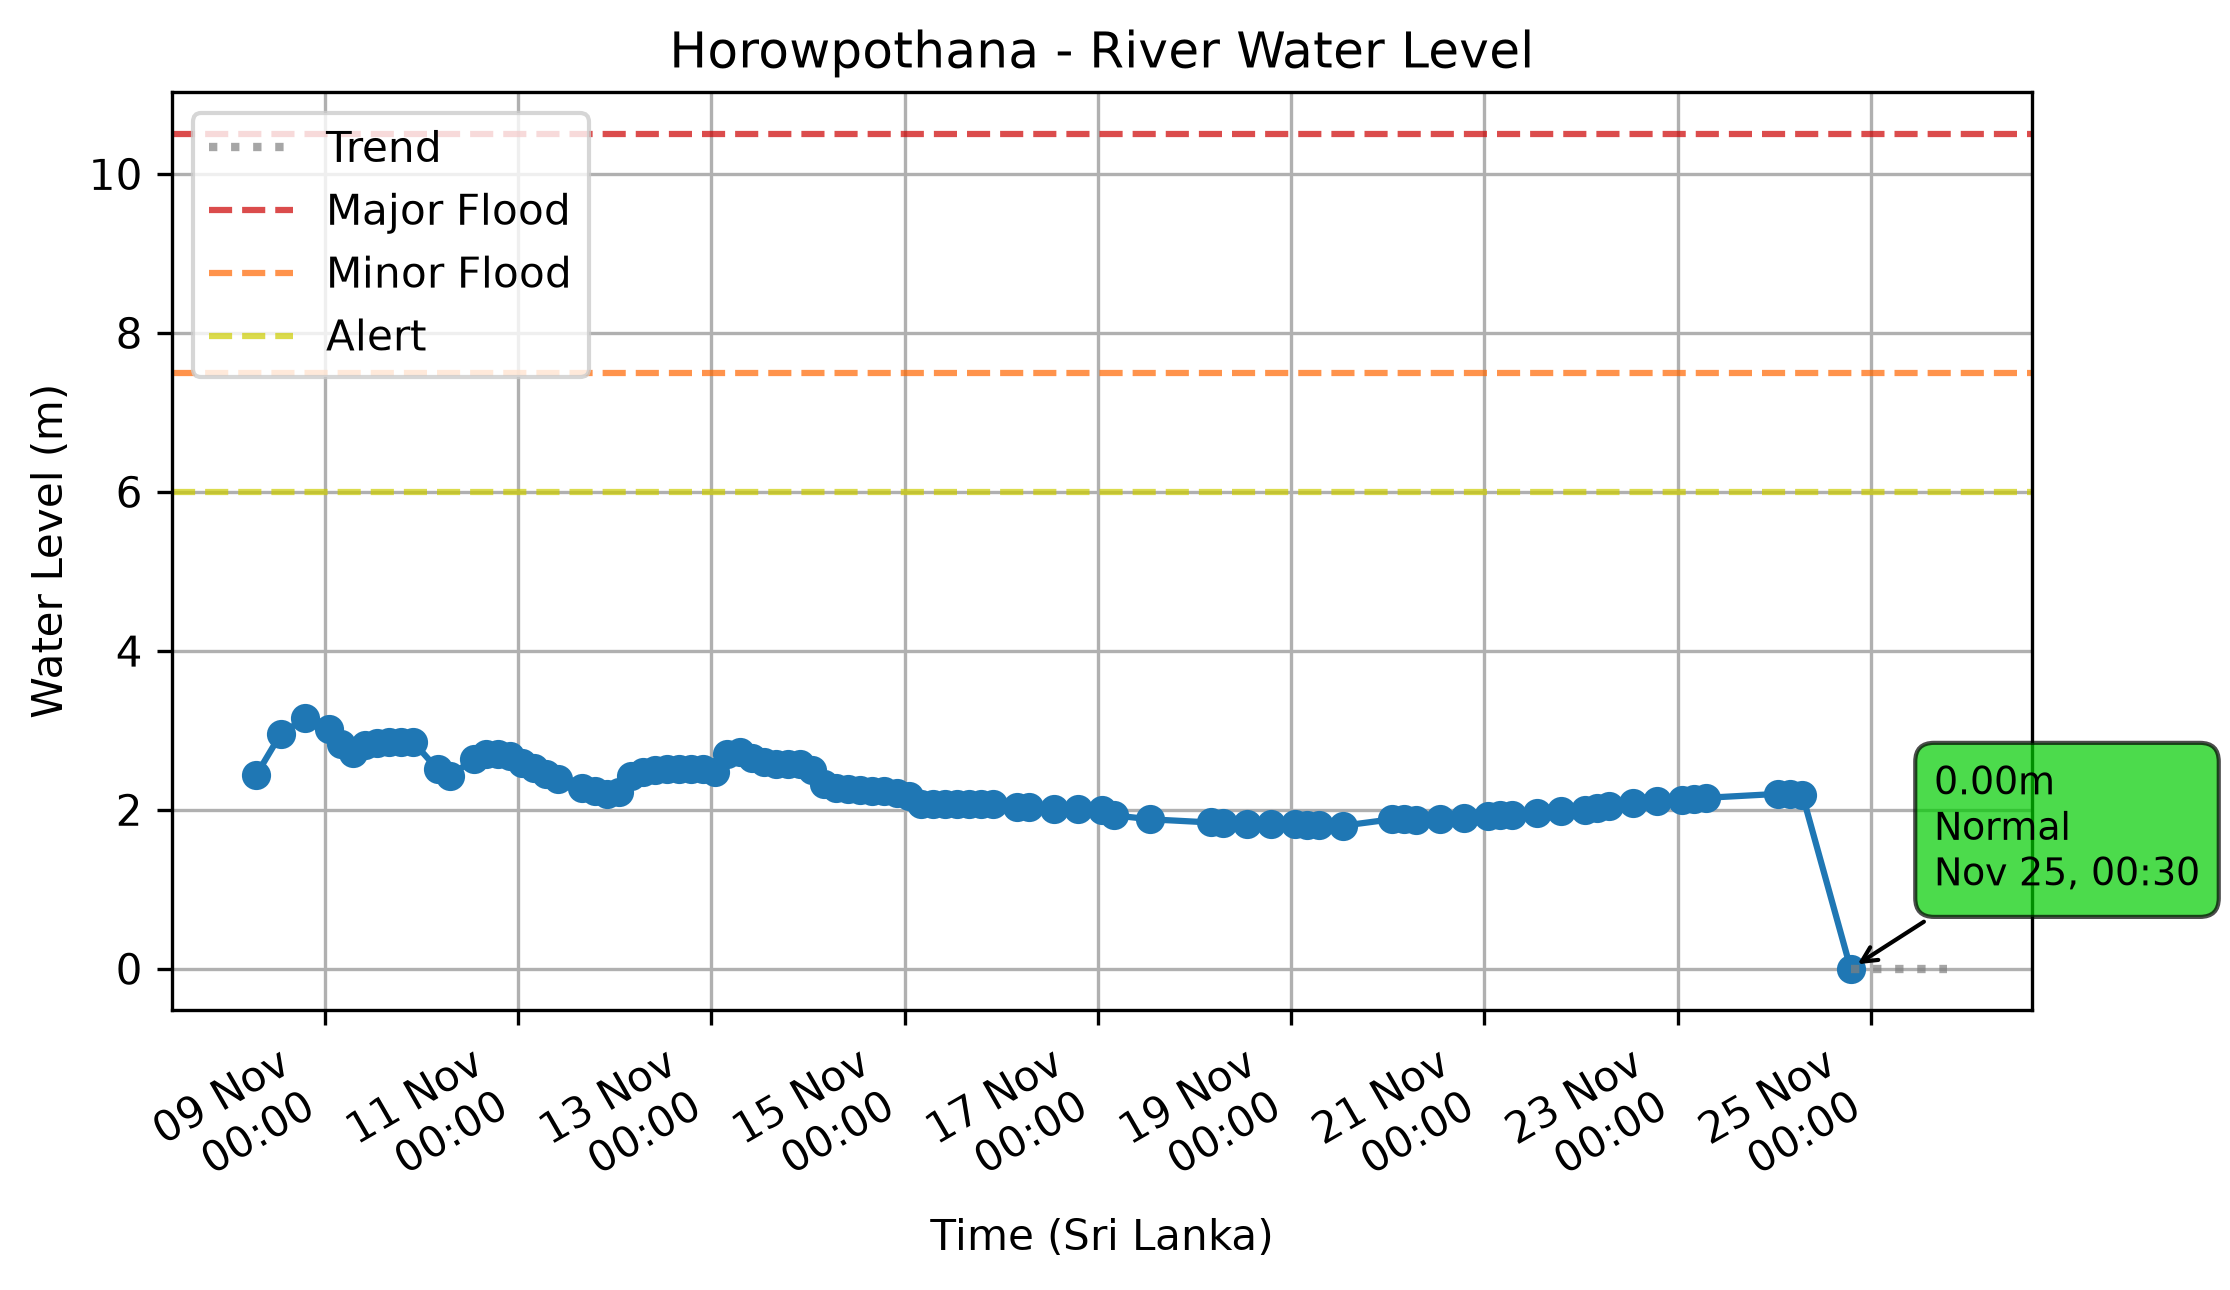 Horowpothana - River Water Level
Trend
Major Flood
Minor Flood
Alert
10
8
6
4
2
0
Water Level (m)
0.00m
Normal
Nov 25, 00:30
09 Nov
00:00
11 Nov
00:00
13 Nov
00:00
15 Nov
00:00
17 Nov
00:00
19 Nov
00:00
21 Nov
00:00
23 Nov
00:00
25 Nov
00:00
Time (Sri Lanka)